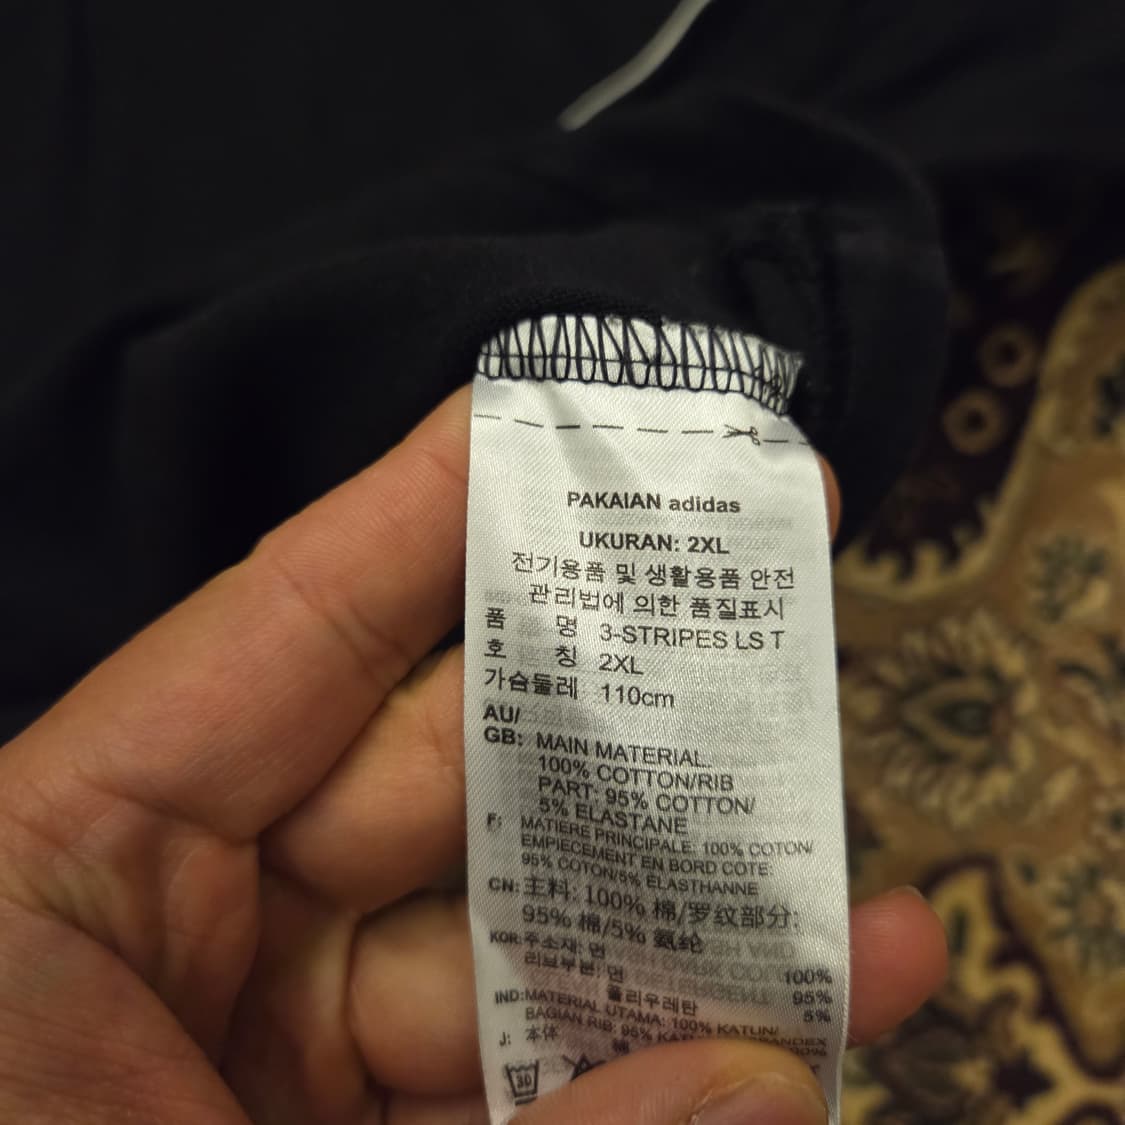 PAKAIAN adidas
UKURAN: 2XL
전기용품 및 생활용품 안전
관리법에 의한 품질표시
품 명 3-STRIPES LS T
호 칭 2XL
가슴둘레 110cm
AU/
GB: MAIN MATERIAL:
100% COTTON/RIB
PART: 95% COTTON/
5% ELASTANE
F: MATIERE PRINCIPALE: 100% COTON/
EMPIECEMENT EN BORD COTE:
95% COTON/5% ELASTHANNE
CN: 主料: 100% 棉/罗纹部分:
95% 棉/5% 氨纶
KOR: 주소재: 면 100%
리브부분: 면 95%
폴리우레탄 5%
IND: MATERIAL UTAMA: 100% KATUN/
BAGIAN RIB: 95% KATUN/
J: 本体 綿
30